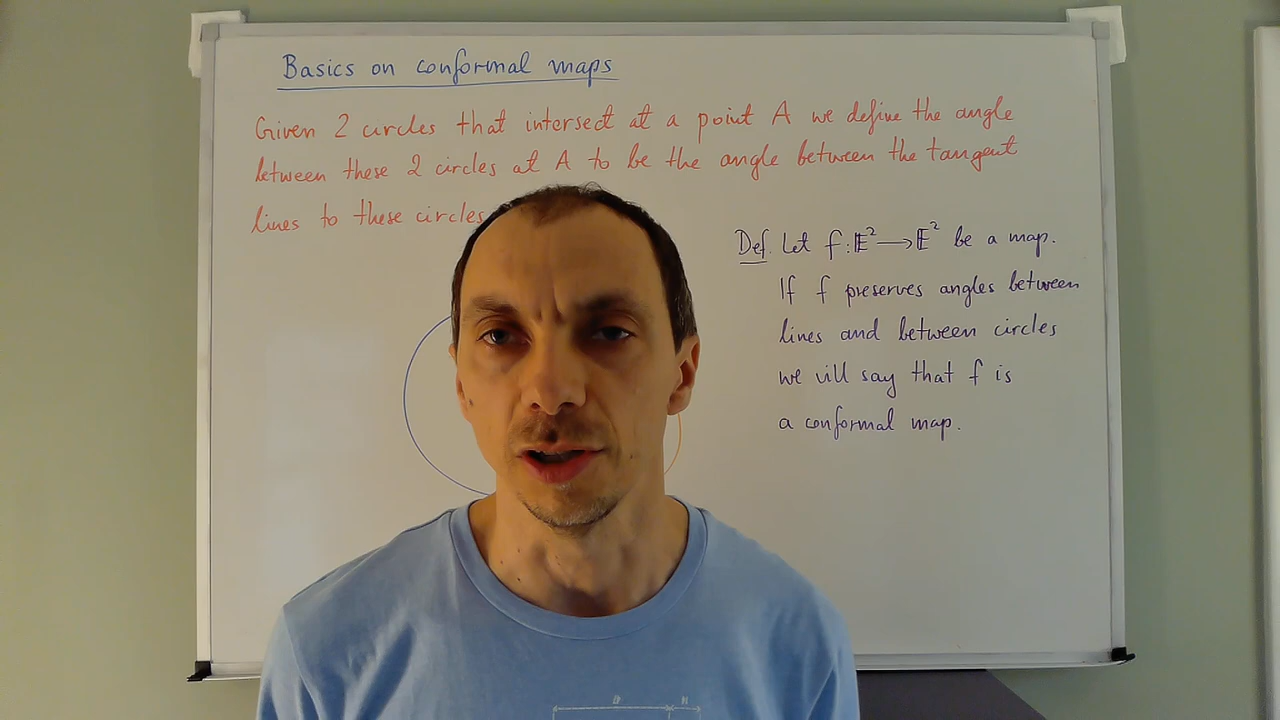 Basics on conformal maps
Given 2 circles that intersect at a point A we define the angle
between these 2 circles at A to be the angle between the tangent
lines to these circles
Def. Let f: 𝔼²⟶𝔼² be a map.
If f preserves angles between
lines and between circles
we will say that f is
a conformal map.